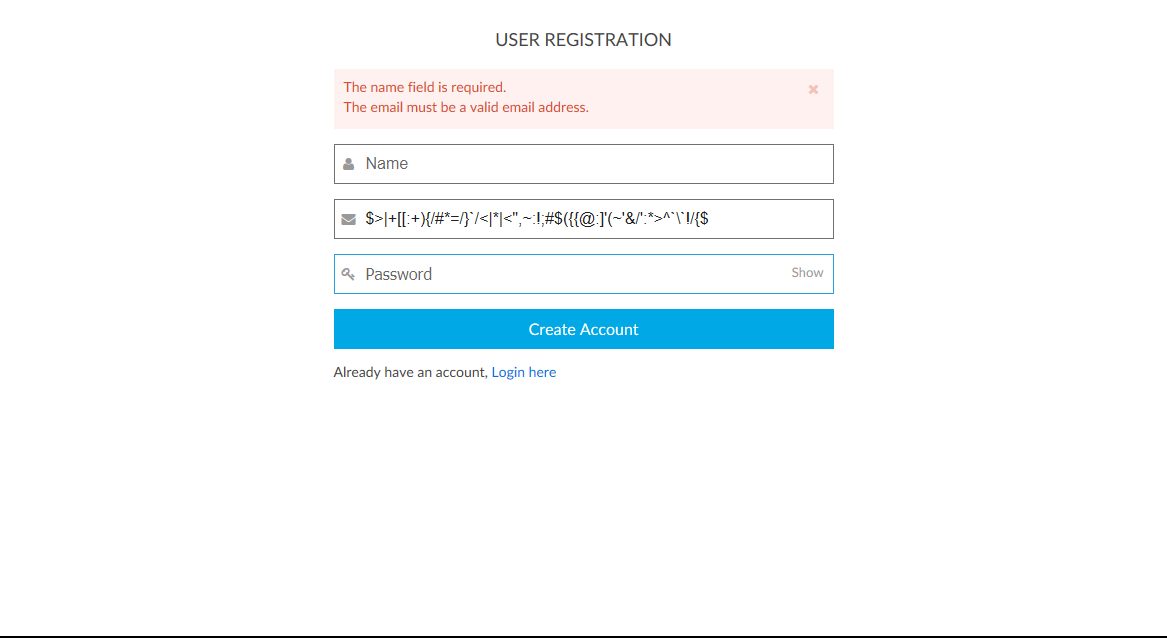 USER REGISTRATION
The name field is required.
The email must be a valid email address.
Name
$>|+[[:+){/#*=/}`/<|*|<",~:!;#$({{@:]'(~'&/':*>^`\`!/{$
Password
Show
Create Account
Already have an account, Login here